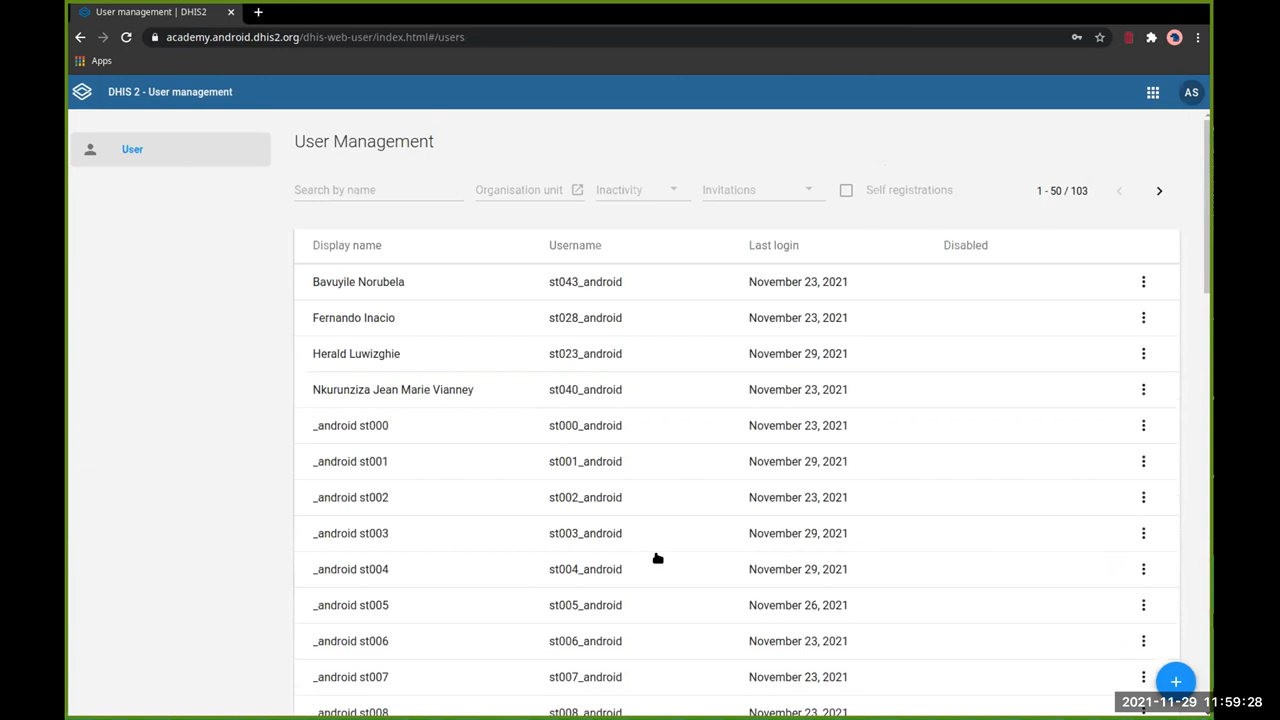 User management | DHIS2
academy.android.dhis2.org/dhis-web-user/index.html#/users
Apps
DHIS 2 - User management
AS
User
User Management
Search by name Organisation unit Inactivity Invitations Self registrations 1 - 50 / 103
Display name Username Last login Disabled
Bavuyile Norubela st043_android November 23, 2021
Fernando Inacio st028_android November 23, 2021
Herald Luwizghie st023_android November 29, 2021
Nkurunziza Jean Marie Vianney st040_android November 23, 2021
_android st000 st000_android November 23, 2021
_android st001 st001_android November 29, 2021
_android st002 st002_android November 23, 2021
_android st003 st003_android November 29, 2021
_android st004 st004_android November 29, 2021
_android st005 st005_android November 26, 2021
_android st006 st006_android November 23, 2021
_android st007 st007_android November 23, 2021
_android st008 st008_android November 23, 2021
+
2021-11-29 11:59:28